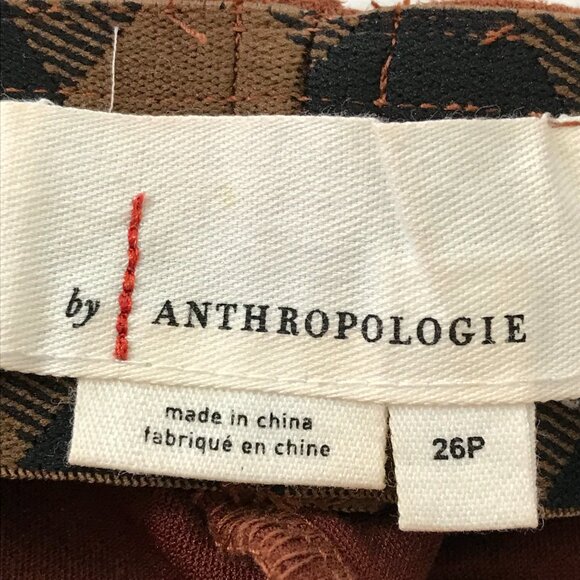 by ANTHROPOLOGIE
made in china
fabriqué en chine
26P